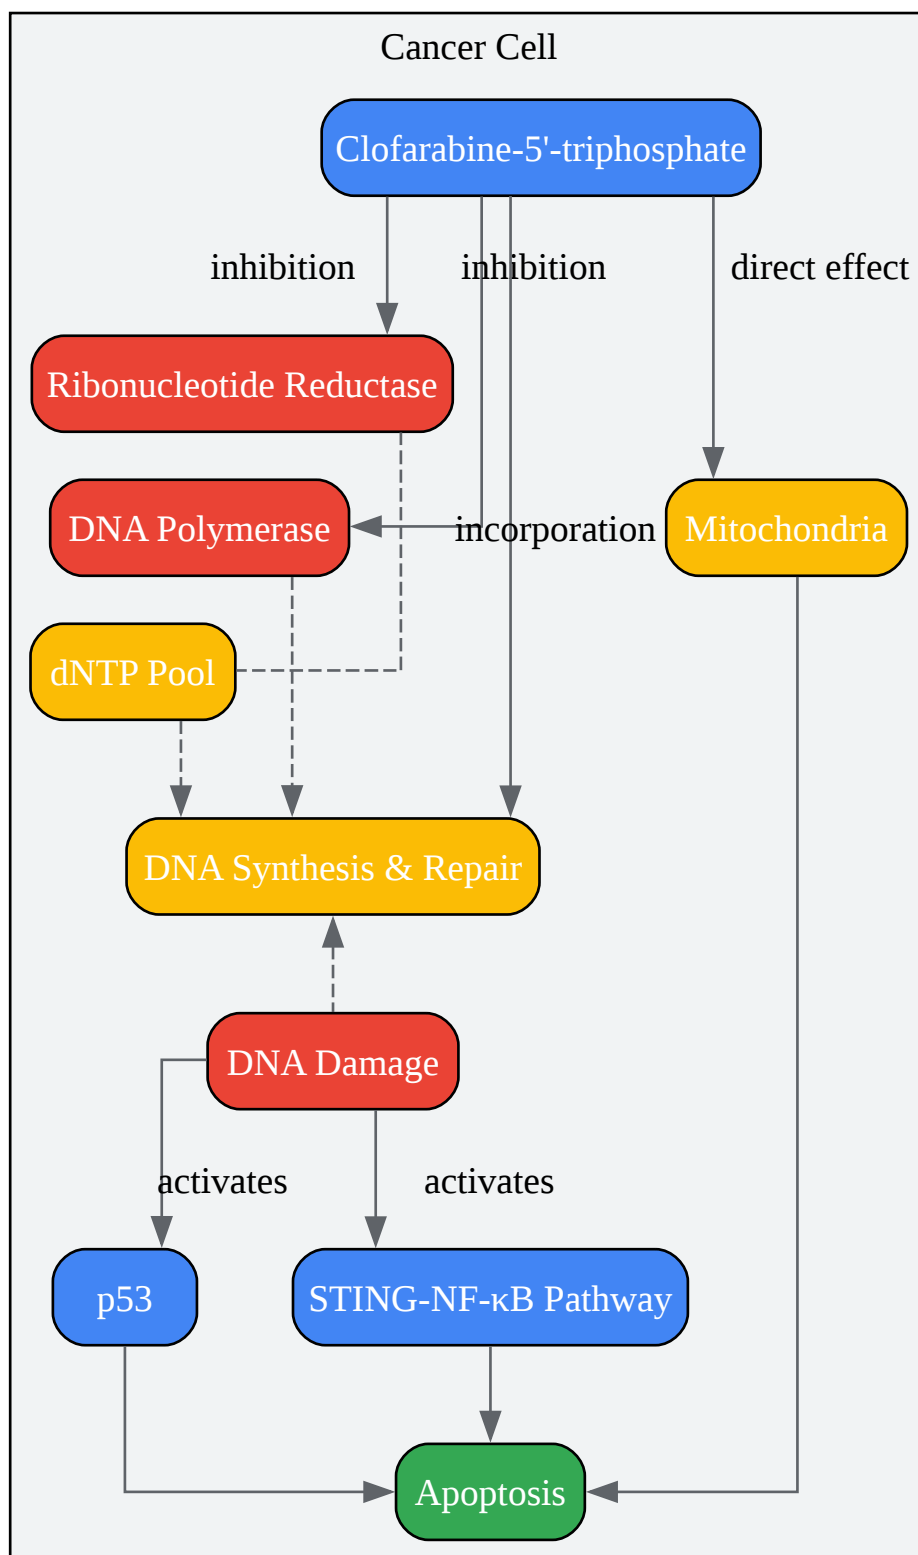 Cancer Cell
Clofarabine-5'-triphosphate
inhibition
inhibition
direct effect
Ribonucleotide Reductase
DNA Polymerase
incorporation
Mitochondria
dNTP Pool
DNA Synthesis & Repair
DNA Damage
activates
activates
p53
STING-NF-κB Pathway
Apoptosis